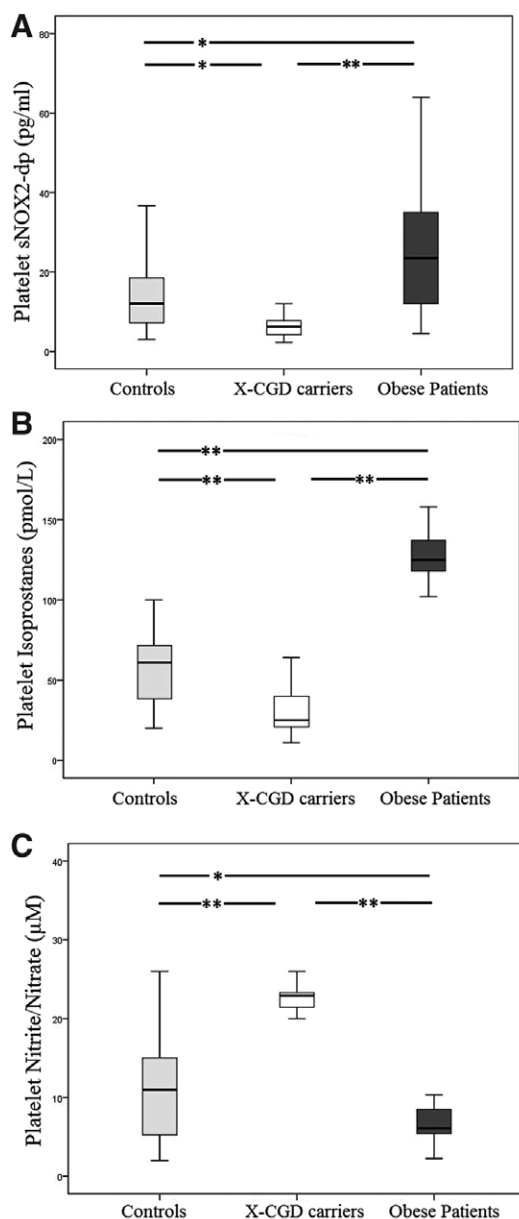 A
Platelet sNOX2-dp (pg/ml)
80
60
40
20
0
*
*
**
Controls
X-CGD carriers
Obese Patients
B
Platelet Isoprostanes (pmol/L)
200
150
100
50
0
**
**
**
Controls
X-CGD carriers
Obese Patients
C
Platelet Nitrite/Nitrate (µM)
40
30
20
10
0
*
**
**
Controls
X-CGD carriers
Obese Patients